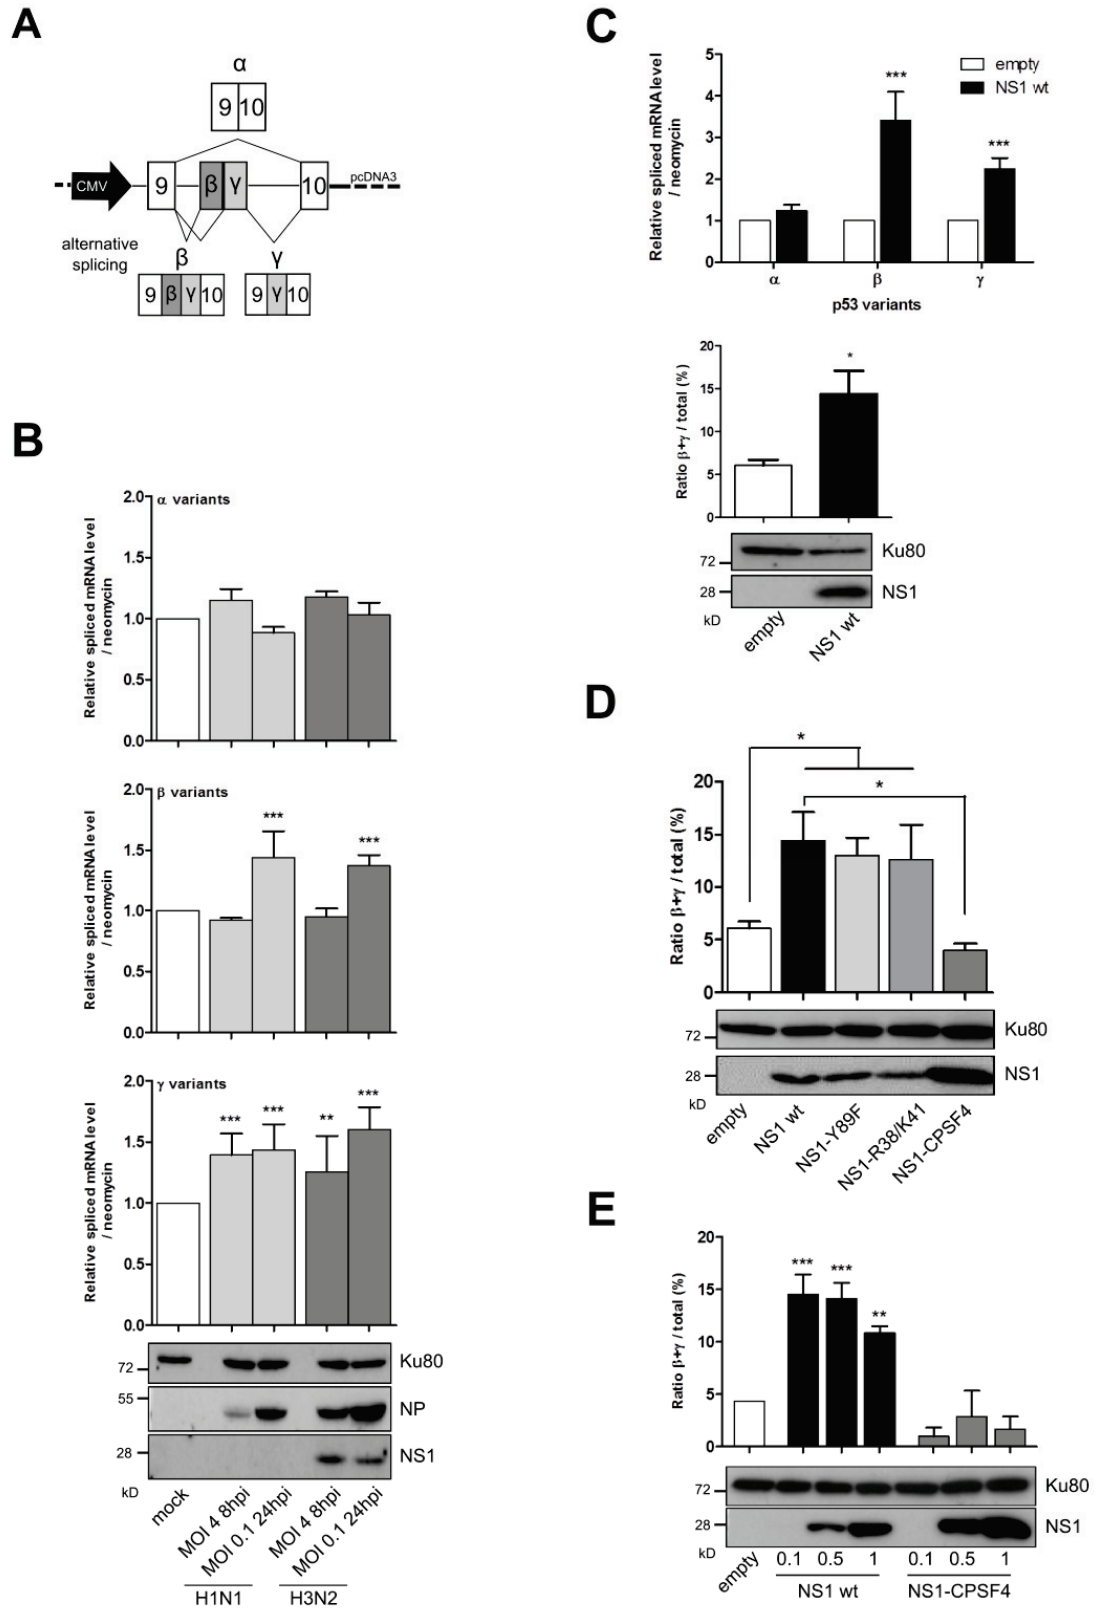 A
α
9 10
CMV
9
β
γ
10
pcDNA3
alternative
splicing
β
γ
9 β γ 10
9 γ 10
B
α variants
Relative spliced mRNA level
/ neomycin
2.0
1.5
1.0
0.5
0.0
β variants
Relative spliced mRNA level
/ neomycin
2.0
1.5
1.0
0.5
0.0
***
***
γ variants
Relative spliced mRNA level
/ neomycin
2.0
1.5
1.0
0.5
0.0
***
***
**
***
72
Ku80
55
NP
28
NS1
kD
mock
MOI 4 8hpi
MOI 0.1 24hpi
MOI 4 8hpi
MOI 0.1 24hpi
H1N1
H3N2
C
Relative spliced mRNA level
/ neomycin
5
4
3
2
1
0
empty
NS1 wt
***
***
α
β
γ
p53 variants
Ratio β+γ / total (%)
20
15
10
5
0
*
72
Ku80
28
NS1
kD
empty
NS1 wt
D
Ratio β+γ / total (%)
20
15
10
5
0
*
*
72
Ku80
28
NS1
kD
empty
NS1 wt
NS1-Y89F
NS1-R38/K41
NS1-CPSF4
E
Ratio β+γ / total (%)
20
15
10
5
0
***
***
**
72
Ku80
28
NS1
kD
empty
0.1 0.5 1
0.1 0.5 1
NS1 wt
NS1-CPSF4